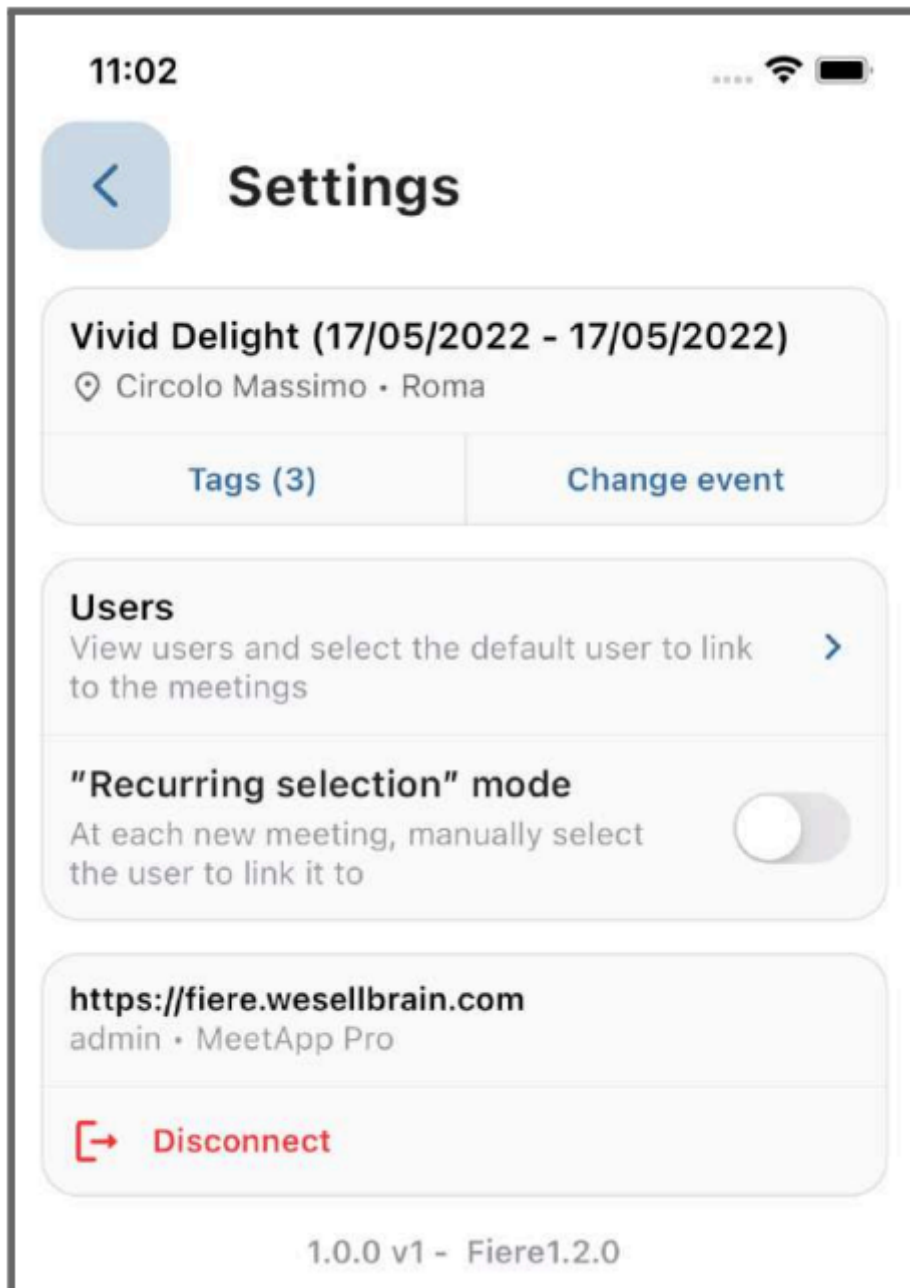 11:02
Settings
Vivid Delight (17/05/2022 - 17/05/2022)
Circolo Massimo • Roma
Tags (3)
Change event
Users
View users and select the default user to link
to the meetings
"Recurring selection" mode
At each new meeting, manually select
the user to link it to
https://fiere.wesellbrain.com
admin • MeetApp Pro
Disconnect
1.0.0 v1 - Fiere1.2.0